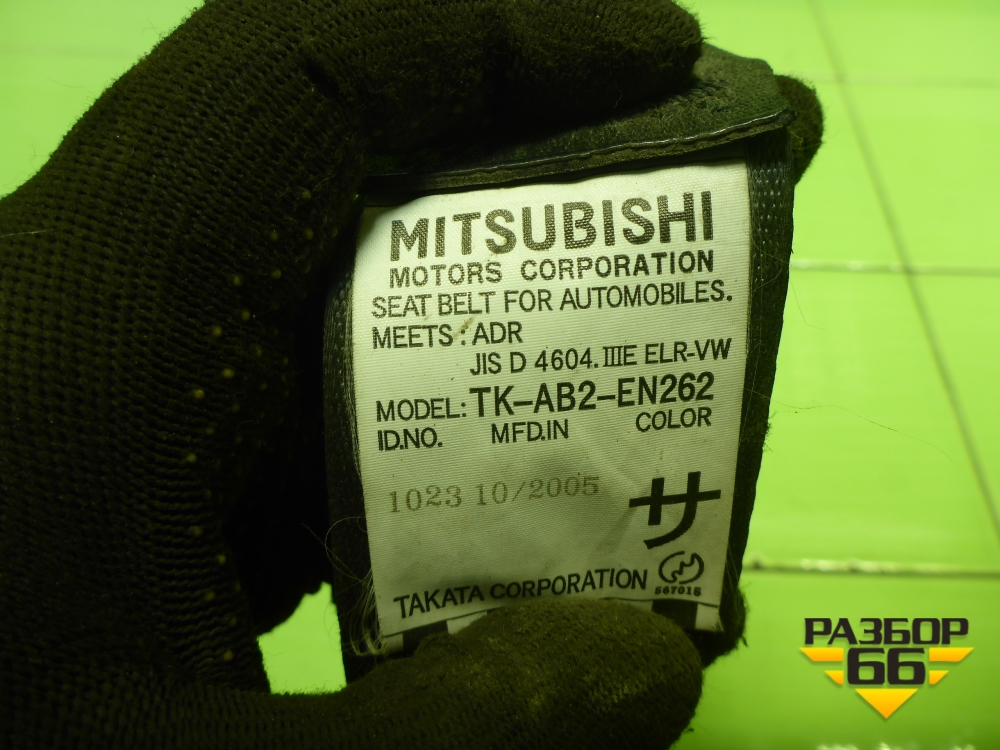 MITSUBISHI
MOTORS CORPORATION
SEAT BELT FOR AUTOMOBILES.
MEETS: ADR
JIS D 4604. IIIE ELR-VW
MODEL: TK-AB2-EN262
ID.NO. MFD.IN COLOR
1023 10/2005
サ
TAKATA CORPORATION
567015
РАЗБОР
66